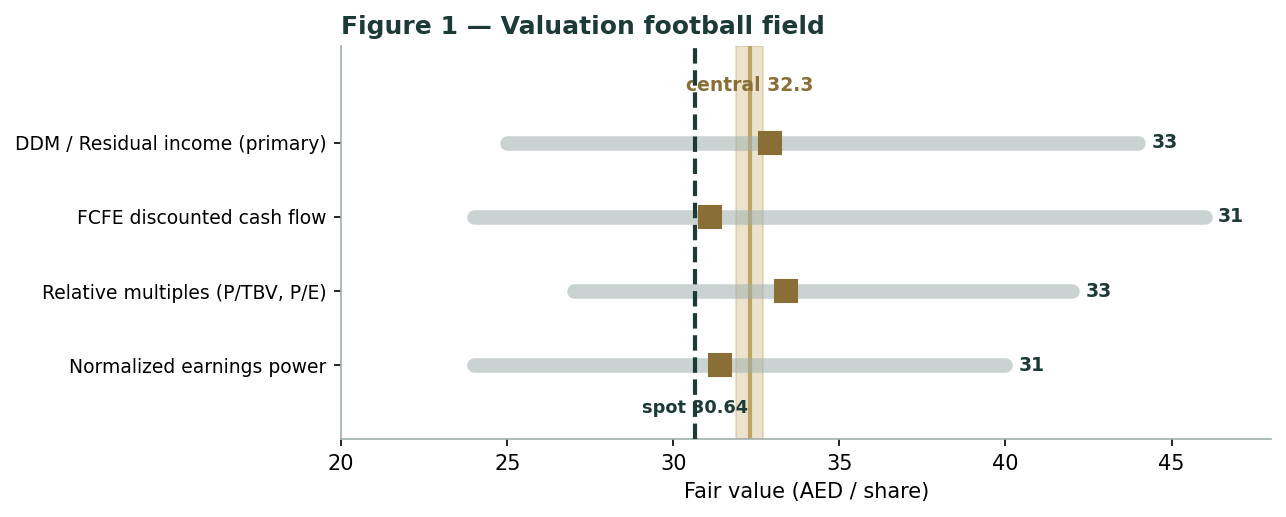 Figure 1 — Valuation football field
central 32.3
DDM / Residual income (primary)
33
FCFE discounted cash flow
31
Relative multiples (P/TBV, P/E)
33
Normalized earnings power
31
spot 30.64
20 25 30 35 40 45
Fair value (AED / share)